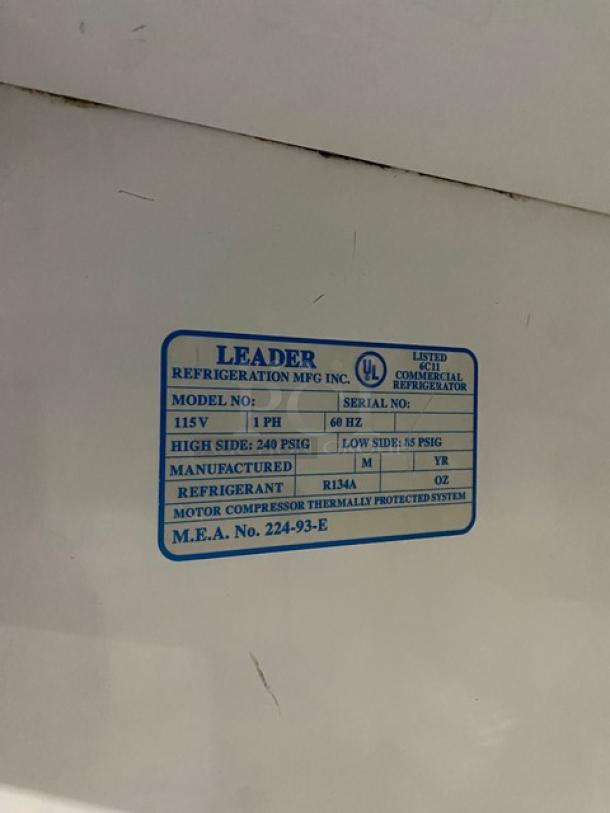 LEADER
REFRIGERATION MFG INC.
UL
LISTED
6C11
COMMERCIAL
REFRIGERATOR
MODEL NO: SERIAL NO:
115V 1 PH 60 HZ
HIGH SIDE: 240 PSIG LOW SIDE: 85 PSIG
MANUFACTURED M YR
REFRIGERANT R134A OZ
MOTOR COMPRESSOR THERMALLY PROTECTED SYSTEM
M.E.A. No. 224-93-E